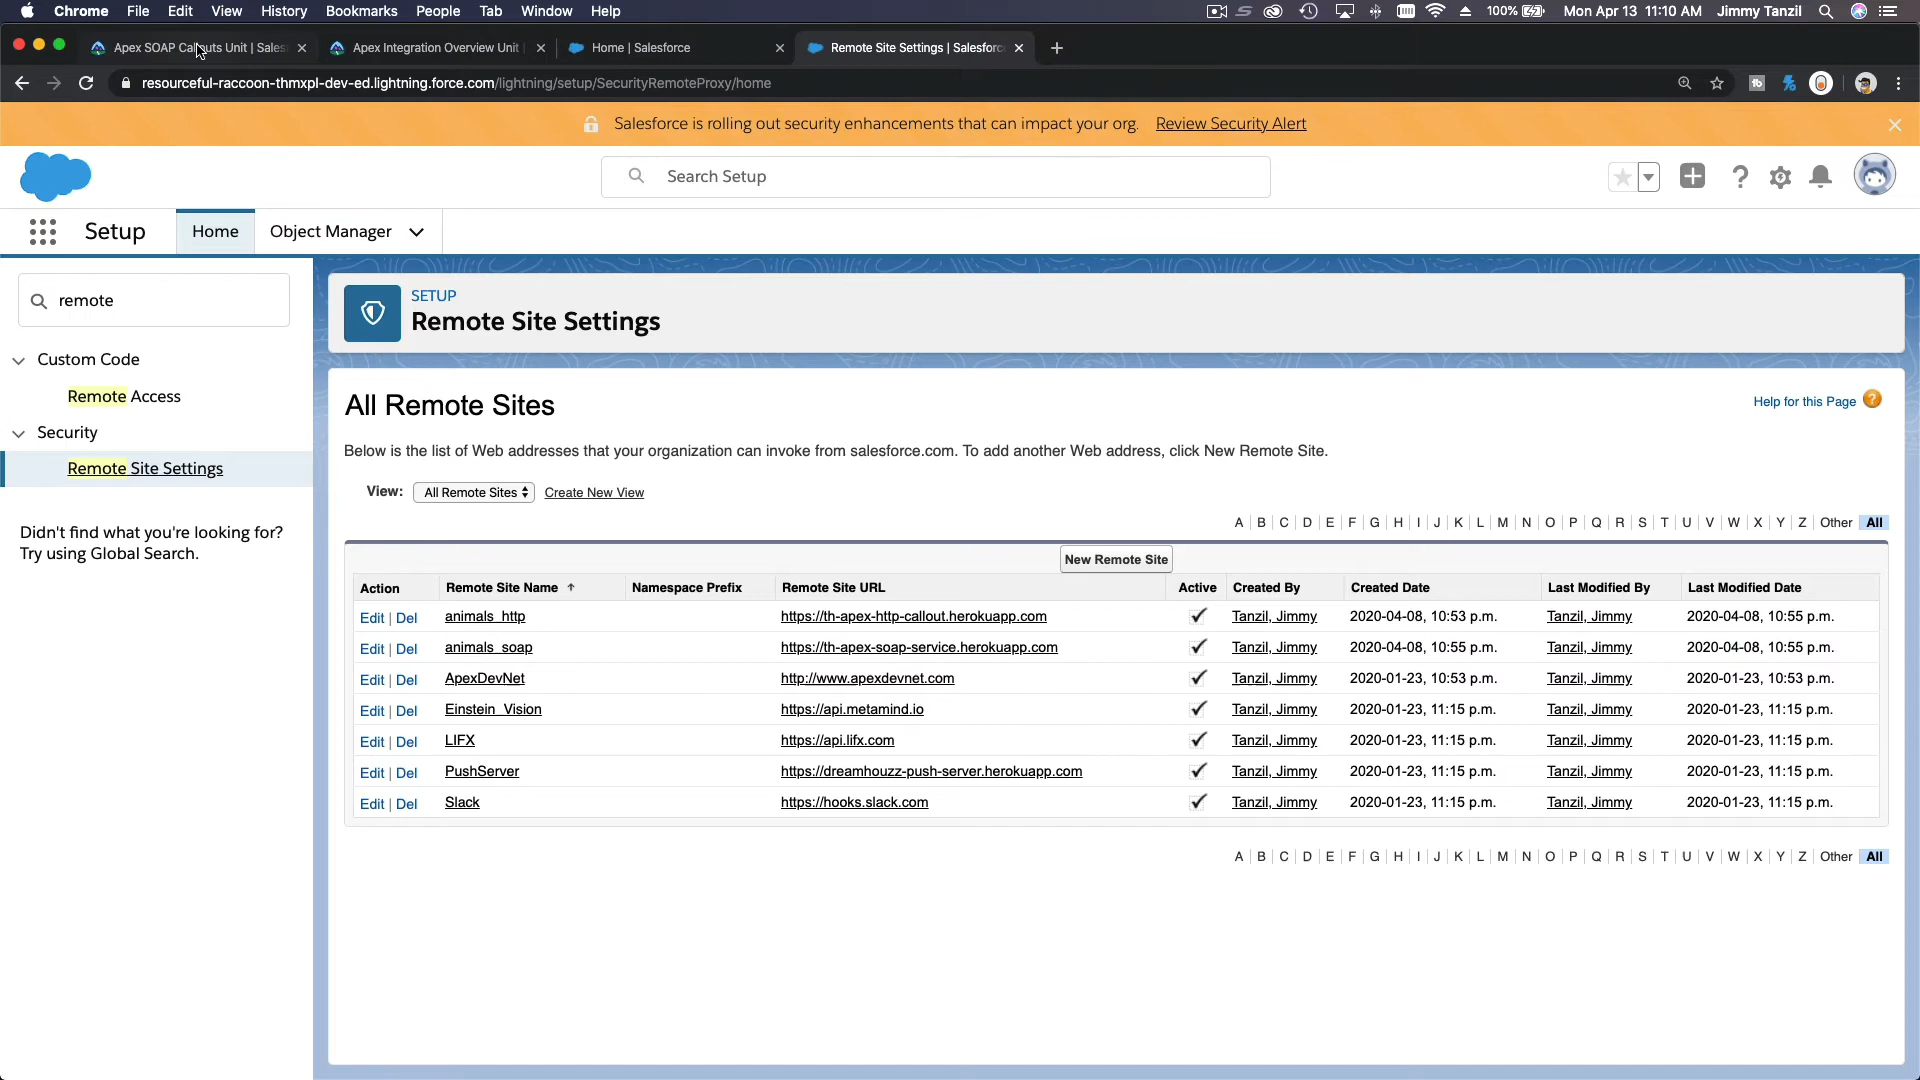 Chrome File Edit View History Bookmarks People Tab Window Help 100% Mon Apr 13 11:10 AM Jimmy Tanzil
Apex SOAP Callouts Unit | Sales Apex Integration Overview Unit Home | Salesforce Remote Site Settings | Salesforc
resourceful-raccoon-thmxpl-dev-ed.lightning.force.com/lightning/setup/SecurityRemoteProxy/home
Salesforce is rolling out security enhancements that can impact your org. Review Security Alert
Search Setup
Setup Home Object Manager
remote
Custom Code
Remote Access
Security
Remote Site Settings
Didn't find what you're looking for?
Try using Global Search.
SETUP
Remote Site Settings
All Remote Sites
Help for this Page ?
Below is the list of Web addresses that your organization can invoke from salesforce.com. To add another Web address, click New Remote Site.
View: All Remote Sites Create New View
A | B | C | D | E | F | G | H | I | J | K | L | M | N | O | P | Q | R | S | T | U | V | W | X | Y | Z | Other All
New Remote Site
Action Remote Site Name Namespace Prefix Remote Site URL Active Created By Created Date Last Modified By Last Modified Date
Edit | Del animals_http https://th-apex-http-callout.herokuapp.com Tanzil, Jimmy 2020-04-08, 10:53 p.m. Tanzil, Jimmy 2020-04-08, 10:55 p.m.
Edit | Del animals_soap https://th-apex-soap-service.herokuapp.com Tanzil, Jimmy 2020-04-08, 10:55 p.m. Tanzil, Jimmy 2020-04-08, 10:55 p.m.
Edit | Del ApexDevNet http://www.apexdevnet.com Tanzil, Jimmy 2020-01-23, 10:53 p.m. Tanzil, Jimmy 2020-01-23, 10:53 p.m.
Edit | Del Einstein_Vision https://api.metamind.io Tanzil, Jimmy 2020-01-23, 11:15 p.m. Tanzil, Jimmy 2020-01-23, 11:15 p.m.
Edit | Del LIFX https://api.lifx.com Tanzil, Jimmy 2020-01-23, 11:15 p.m. Tanzil, Jimmy 2020-01-23, 11:15 p.m.
Edit | Del PushServer https://dreamhouzz-push-server.herokuapp.com Tanzil, Jimmy 2020-01-23, 11:15 p.m. Tanzil, Jimmy 2020-01-23, 11:15 p.m.
Edit | Del Slack https://hooks.slack.com Tanzil, Jimmy 2020-01-23, 11:15 p.m. Tanzil, Jimmy 2020-01-23, 11:15 p.m.
A | B | C | D | E | F | G | H | I | J | K | L | M | N | O | P | Q | R | S | T | U | V | W | X | Y | Z | Other All